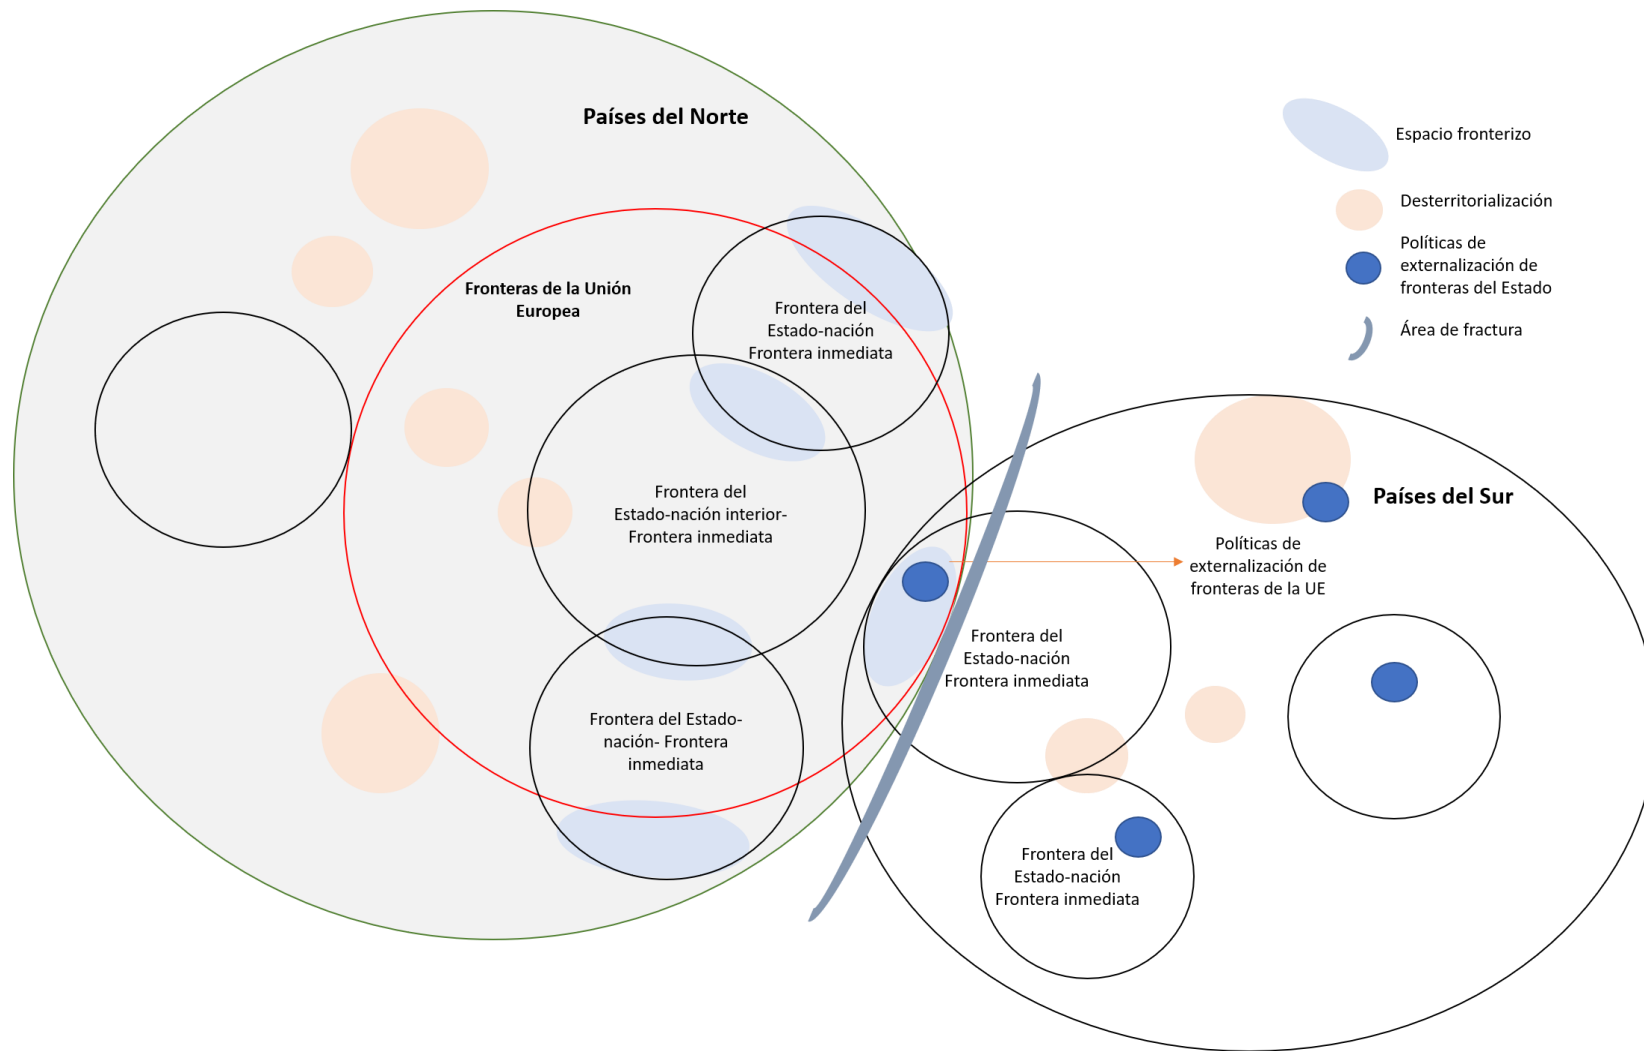 Países del Norte
Espacio fronterizo
Desterritorialización
Políticas de
externalización de
fronteras del Estado
Área de fractura
Fronteras de la Unión
Europea
Frontera del
Estado-nación
Frontera inmediata
Frontera del
Estado-nación interior-
Frontera inmediata
Países del Sur
Políticas de
externalización de
fronteras de la UE
Frontera del
Estado-nación
Frontera inmediata
Frontera del Estado-
nación- Frontera
inmediata
Frontera del
Estado-nación
Frontera inmediata